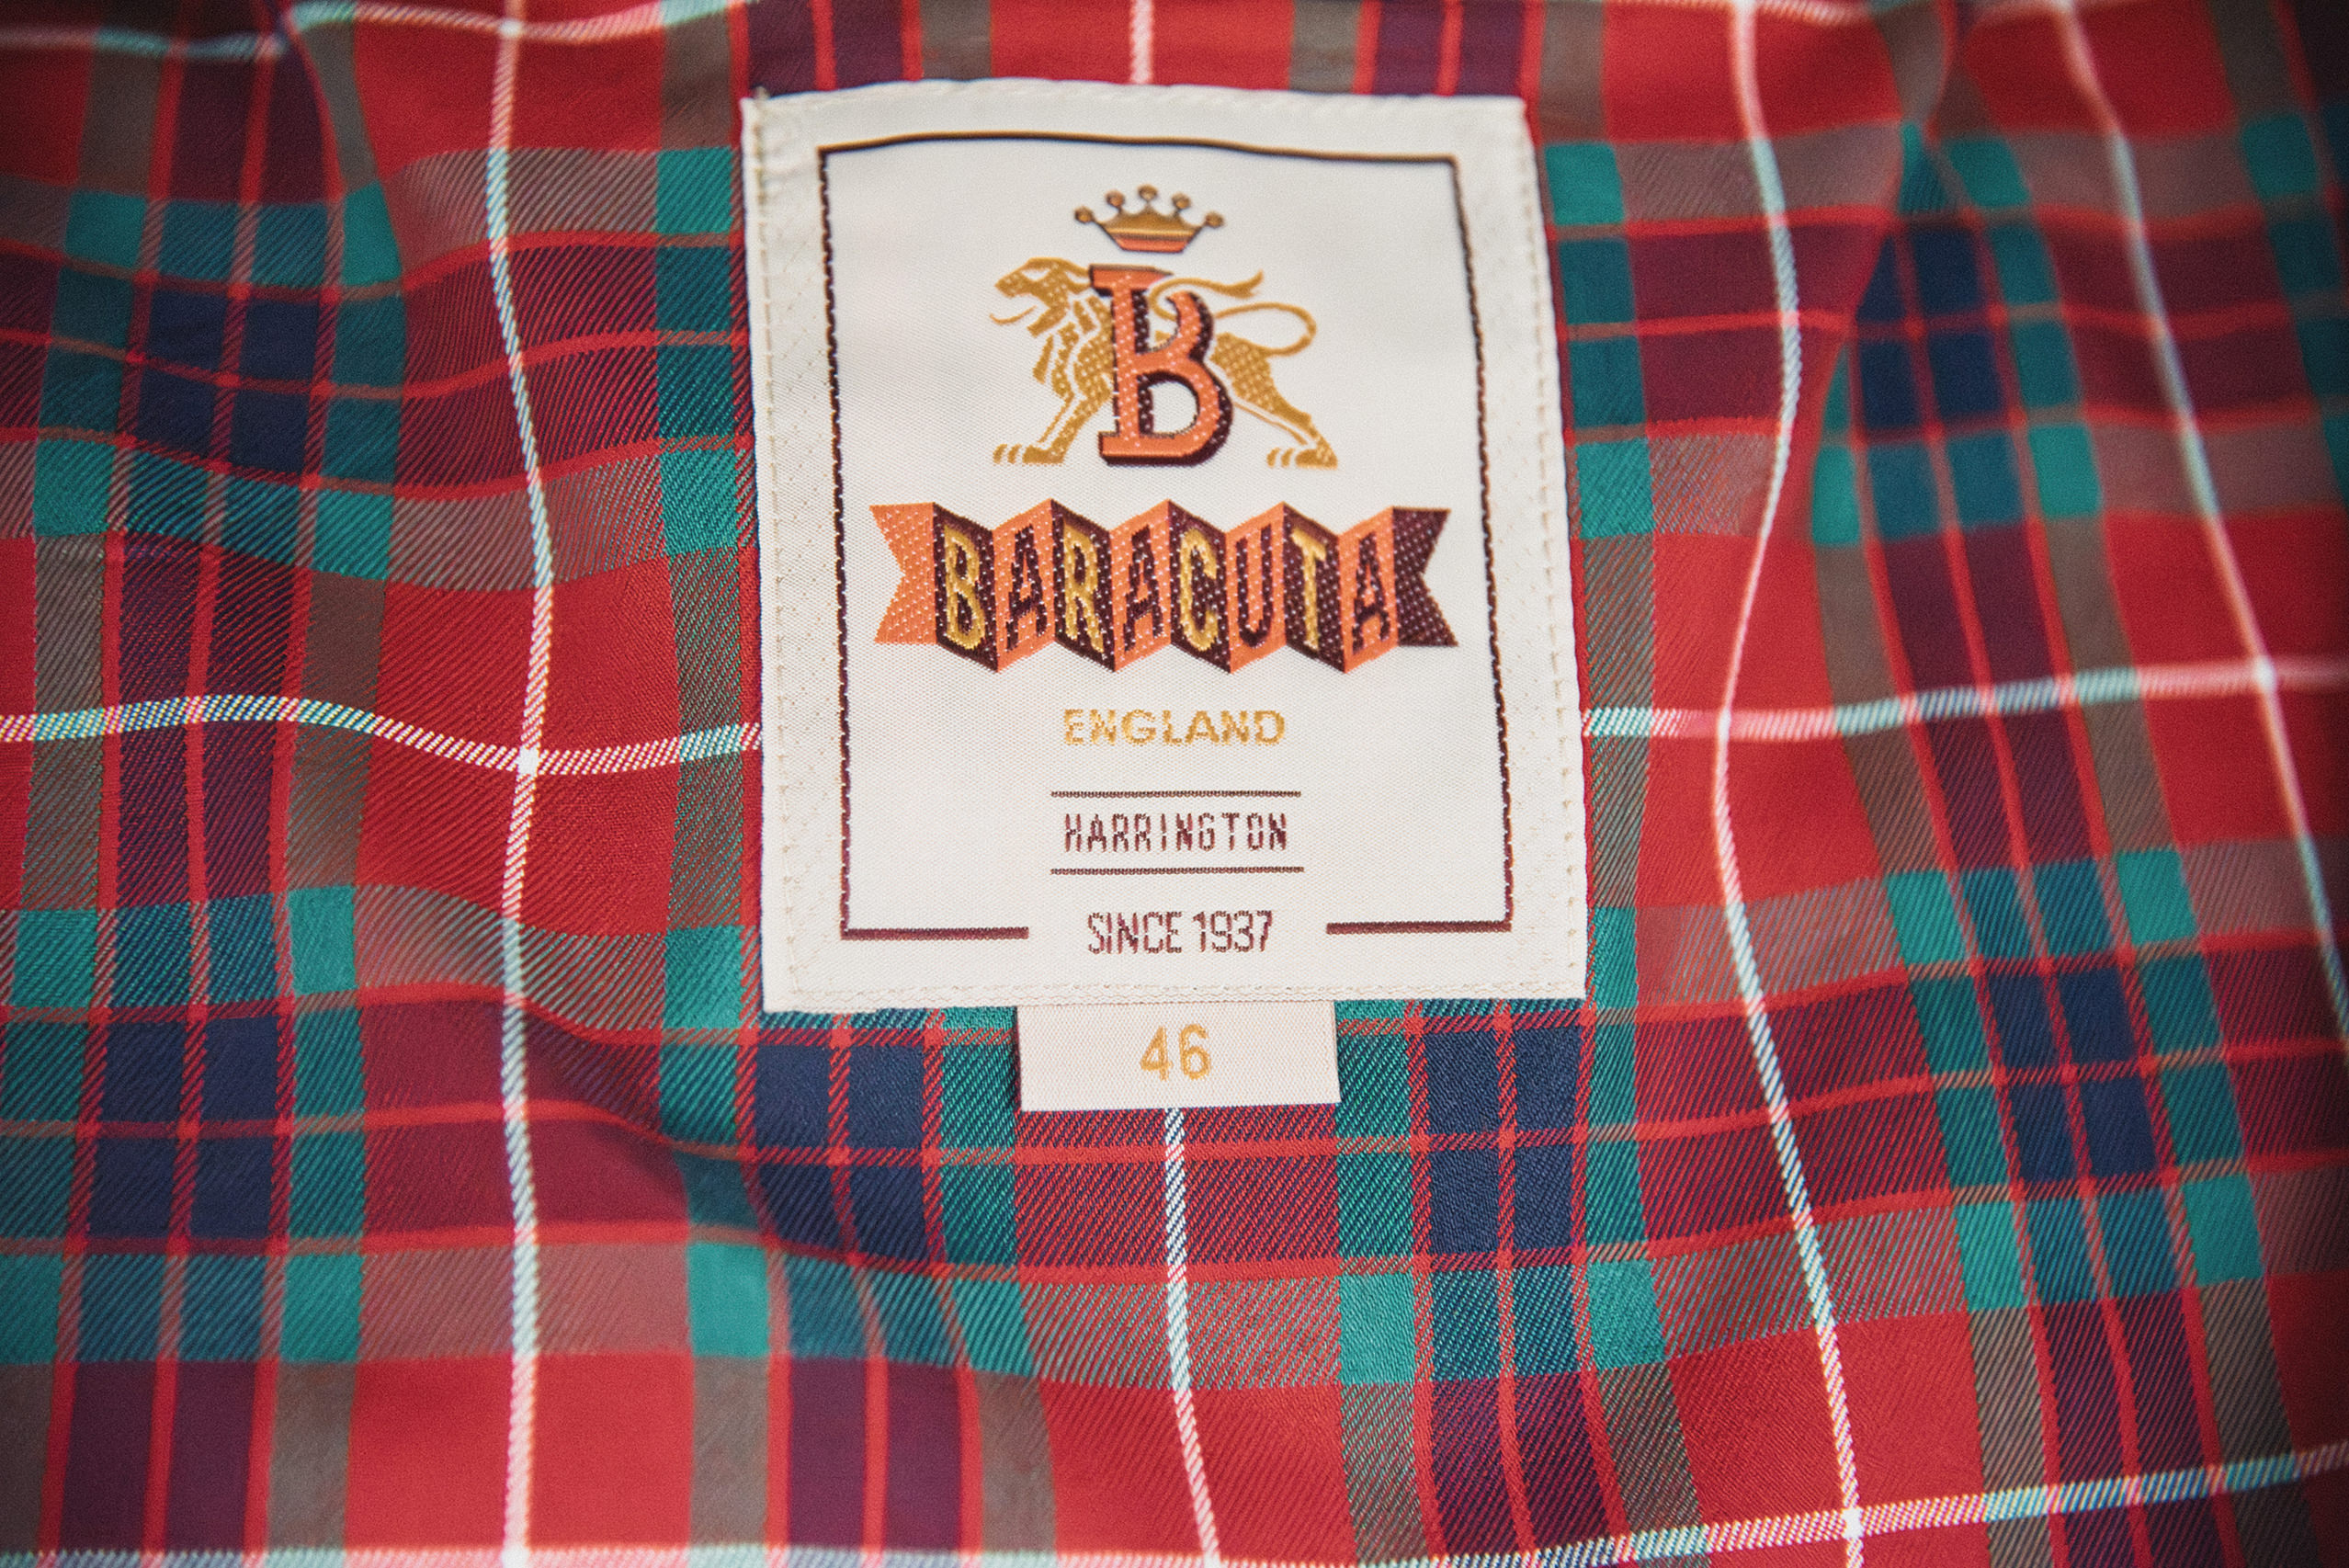 B
BARACUTA
ENGLAND
HARRINGTON
SINCE 1937
46